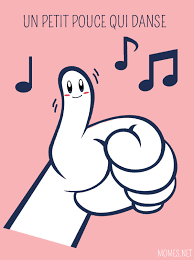 UN PETIT POUCE QUI DANSE
MOMES.NET